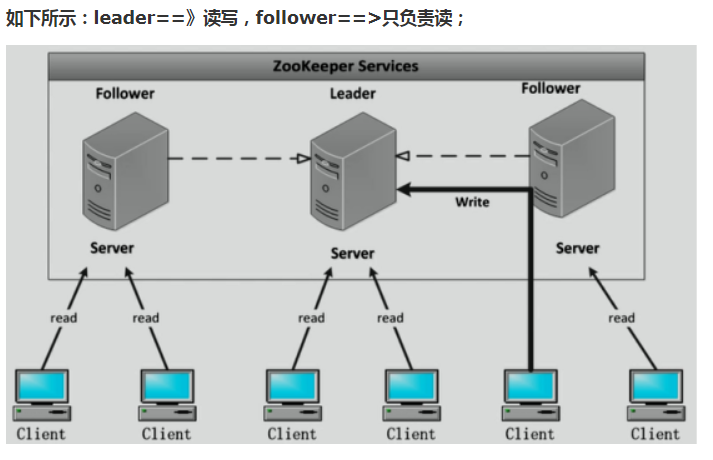 如下所示：leader==》读写，follower==>只负责读；
ZooKeeper Services
Follower Leader Follower
Write
Server Server Server
read read read read read
Client Client Client Client Client Client